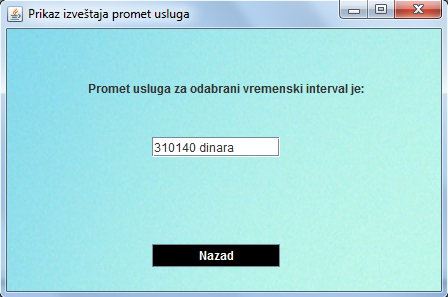 Prikaz izveštaja promet usluga
Promet usluga za odabrani vremenski interval je:
310140 dinara
Nazad